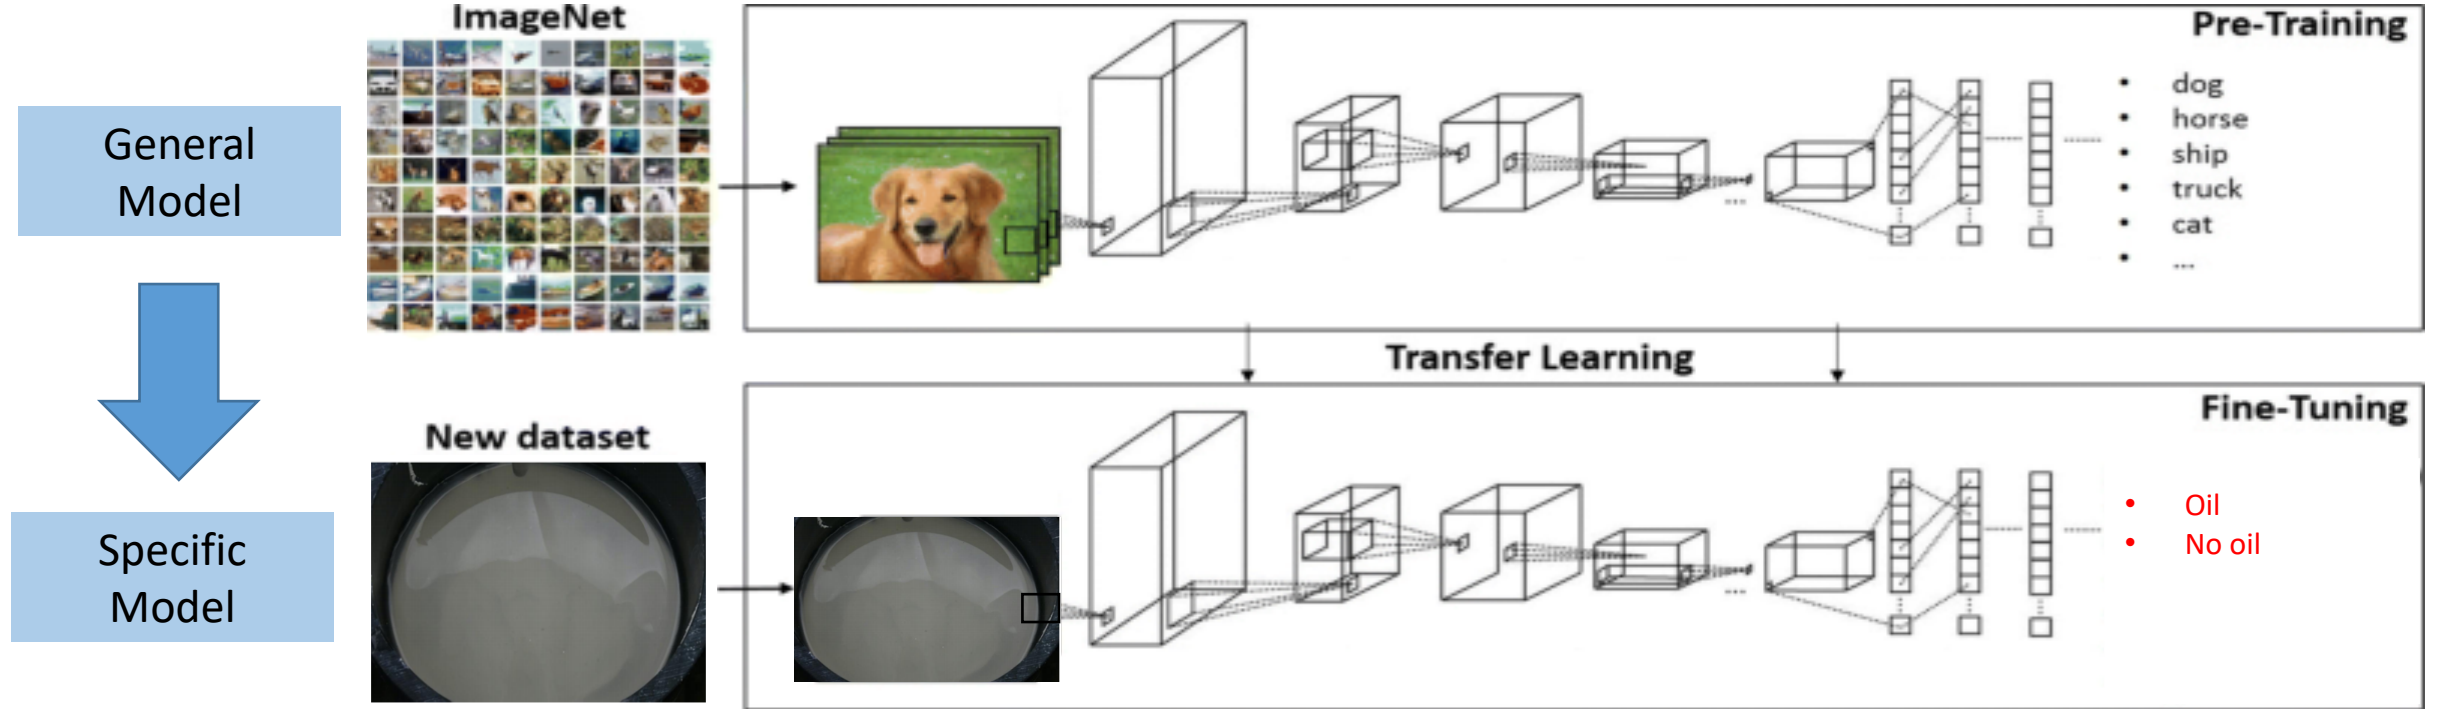 ImageNet
Pre-Training
General
Model
• dog
• horse
• ship
• truck
• cat
• ...
...
Transfer Learning
Fine-Tuning
New dataset
Specific
Model
• Oil
• No oil
...